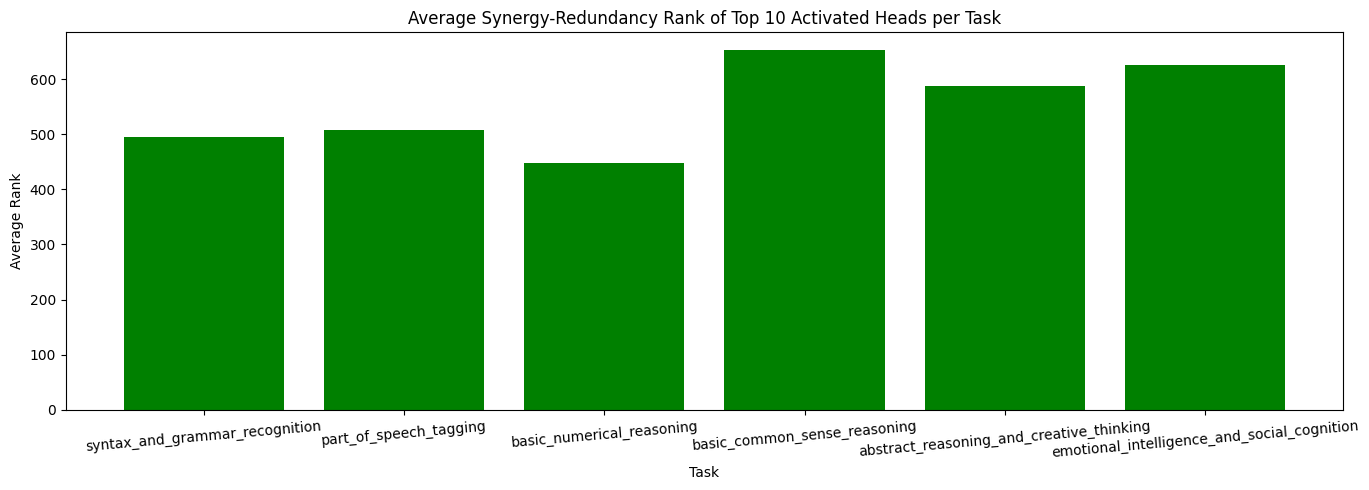 Average Synergy-Redundancy Rank of Top 10 Activated Heads per Task
Average Rank
600
500
400
300
200
100
0
syntax_and_grammar_recognition
part_of_speech_tagging
basic_numerical_reasoning
basic_common_sense_reasoning
abstract_reasoning_and_creative_thinking
emotional_intelligence_and_social_cognition
Task